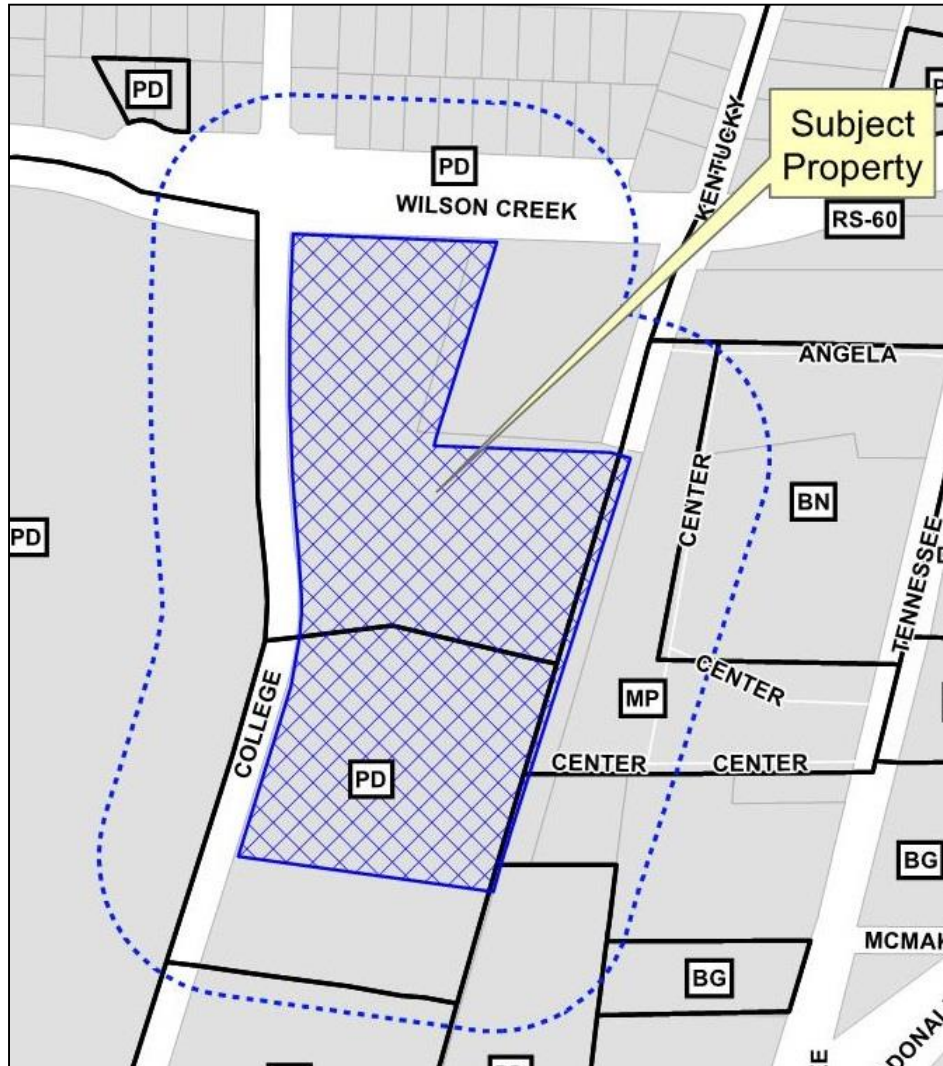 PD
PD
WILSON CREEK
KENTUCKY
Subject
Property
RS-60
ANGELA
CENTER
BN
PD
TENNESSEE
CENTER
MP
COLLEGE
PD
CENTER
CENTER
BG
BG